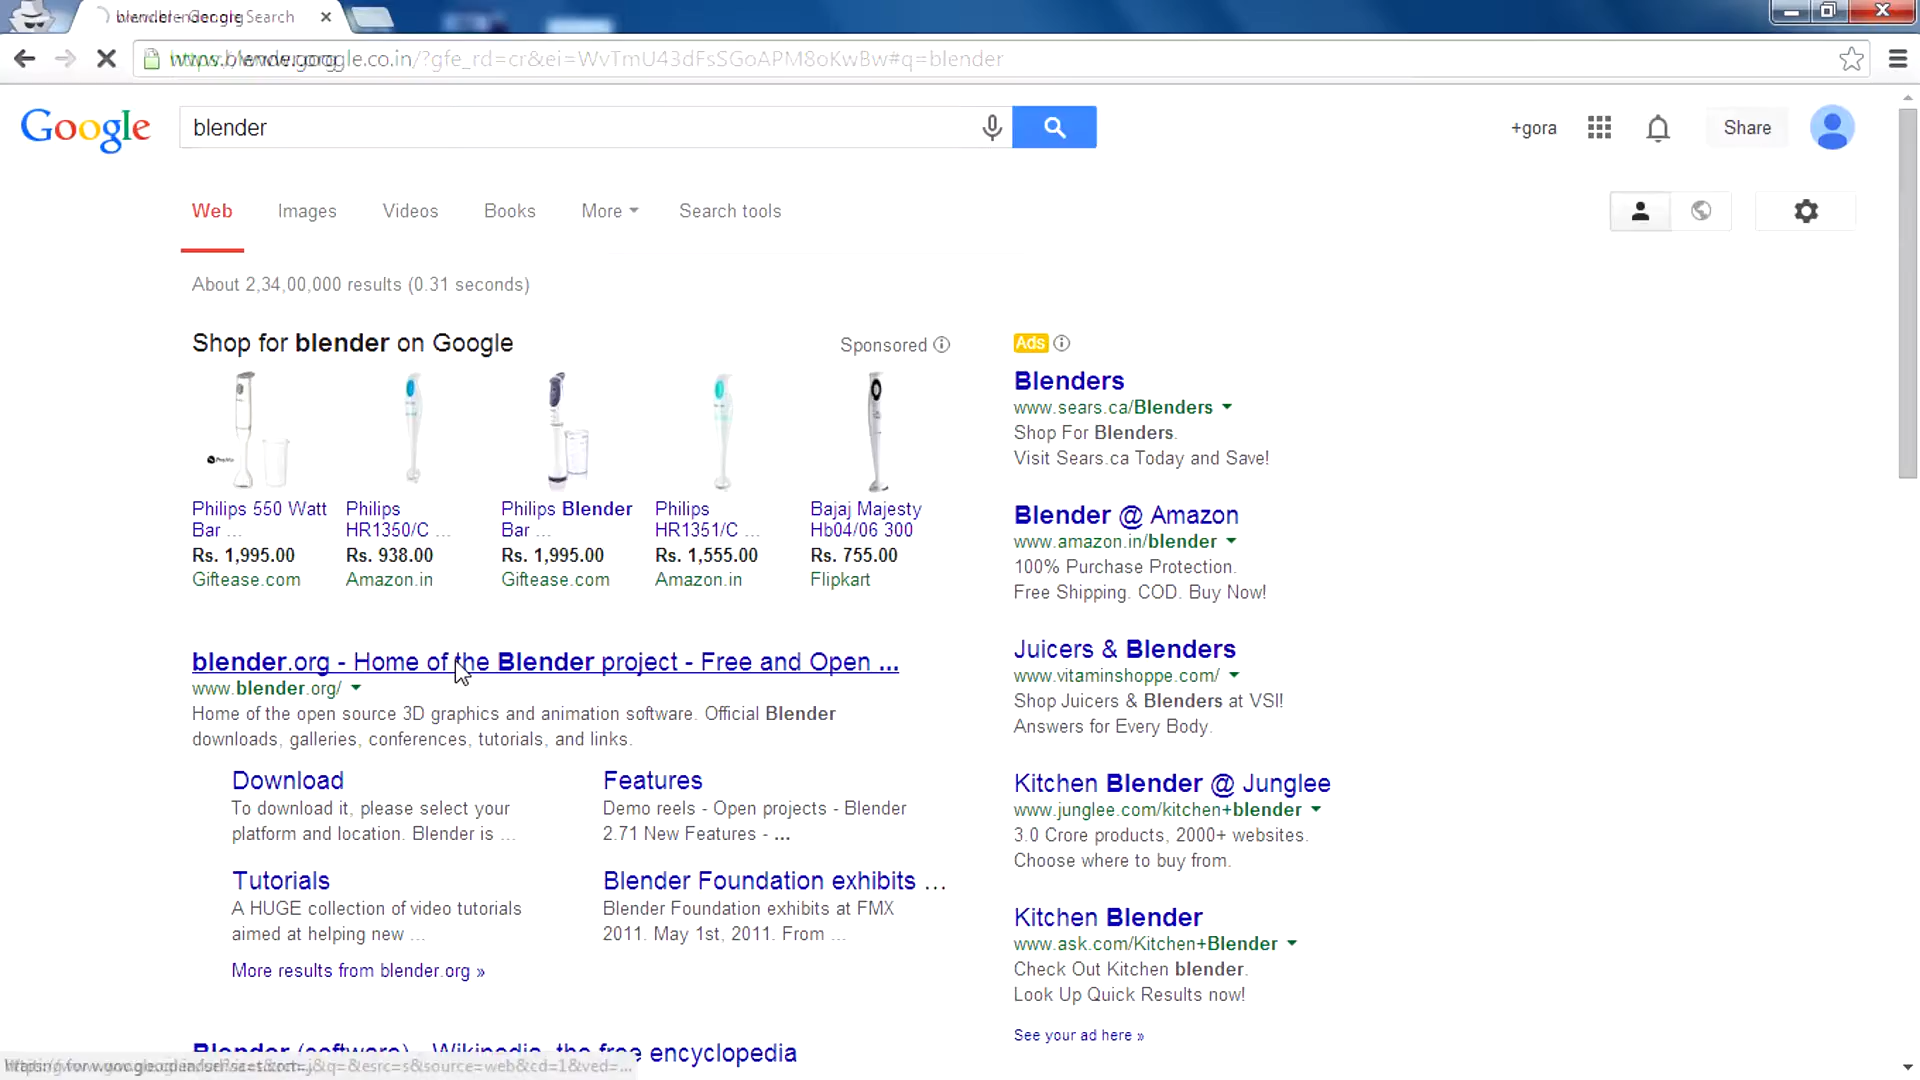 Google
blender
+gora
Share
Web Images Videos Books More Search tools
About 2,34,00,000 results (0.31 seconds)
Shop for blender on Google
Sponsored
Philips 550 Watt
Bar ...
Rs. 1,995.00
Giftease.com
Philips
HR1350/C ...
Rs. 938.00
Amazon.in
Philips Blender
Bar ...
Rs. 1,995.00
Giftease.com
Philips
HR1351/C ...
Rs. 1,555.00
Amazon.in
Bajaj Majesty
Hb04/06 300
Rs. 755.00
Flipkart
blender.org - Home of the Blender project - Free and Open ...
www.blender.org/
Home of the open source 3D graphics and animation software. Official Blender
downloads, galleries, conferences, tutorials, and links.
Download
To download it, please select your
platform and location. Blender is ...
Features
Demo reels - Open projects - Blender
2.71 New Features - ...
Tutorials
A HUGE collection of video tutorials
aimed at helping new ...
Blender Foundation exhibits ...
Blender Foundation exhibits at FMX
2011. May 1st, 2011. From ...
More results from blender.org »
Blender (software) - Wikipedia, the free encyclopedia
Ads
Blenders
www.sears.ca/Blenders
Shop For Blenders.
Visit Sears.ca Today and Save!
Blender @ Amazon
www.amazon.in/blender
100% Purchase Protection.
Free Shipping. COD. Buy Now!
Juicers & Blenders
www.vitaminshoppe.com/
Shop Juicers & Blenders at VSI!
Answers for Every Body.
Kitchen Blender @ Junglee
www.junglee.com/kitchen+blender
3.0 Crore products, 2000+ websites.
Choose where to buy from.
Kitchen Blender
www.ask.com/Kitchen+Blender
Check Out Kitchen blender.
Look Up Quick Results now!
See your ad here »